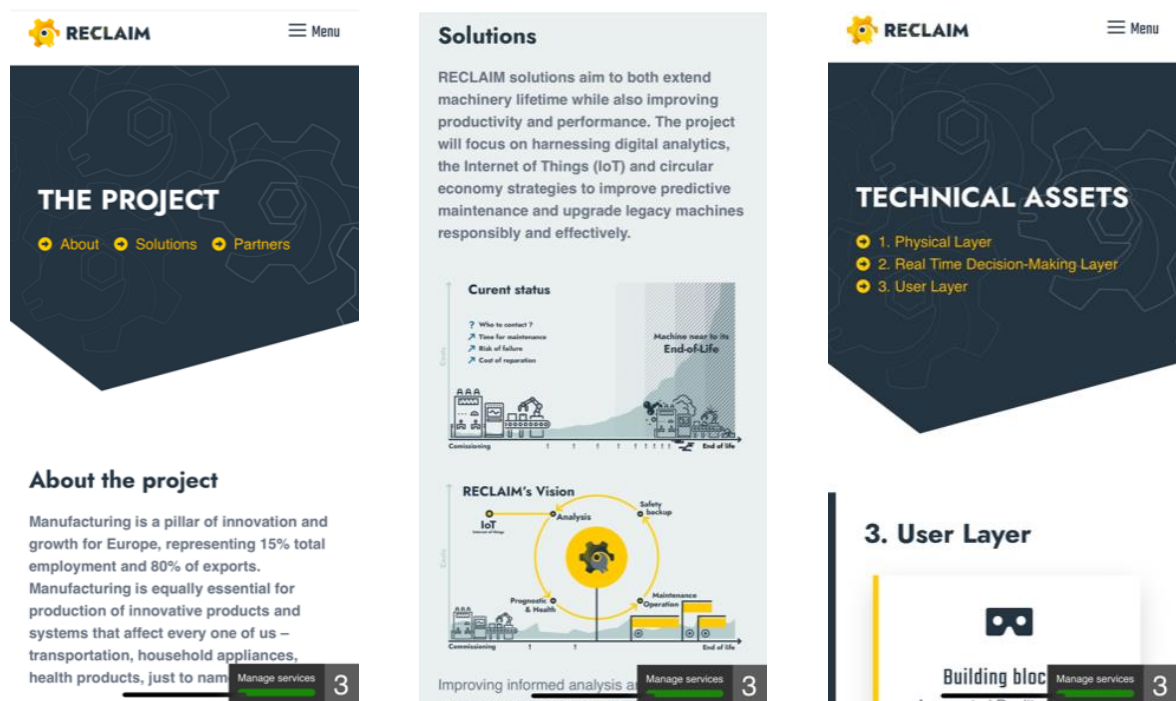 RECLAIM
Menu
THE PROJECT
About Solutions Partners
About the project
Manufacturing is a pillar of innovation and
growth for Europe, representing 15% total
employment and 80% of exports.
Manufacturing is equally essential for
production of innovative products and
systems that affect every one of us –
transportation, household appliances,
health products, just to nam
Manage services
3
Solutions
RECLAIM solutions aim to both extend
machinery lifetime while also improving
productivity and performance. The project
will focus on harnessing digital analytics,
the Internet of Things (IoT) and circular
economy strategies to improve predictive
maintenance and upgrade legacy machines
responsibly and effectively.
Curent status
? Who to contact ?
Time for maintenance
Risk of failure
Cost of reparation
Machine near to its
End-of-Life
Costs
Comissioning
End of life
RECLAIM's Vision
IoT
Internet of things
Analysis
Safety
backup
Prognostic
& Health
Maintenance
Operation
Costs
Commissioning
End of life
Improving informed analysis a
Manage services
3
RECLAIM
Menu
TECHNICAL ASSETS
1. Physical Layer
2. Real Time Decision-Making Layer
3. User Layer
3. User Layer
Building bloc
Manage services
3